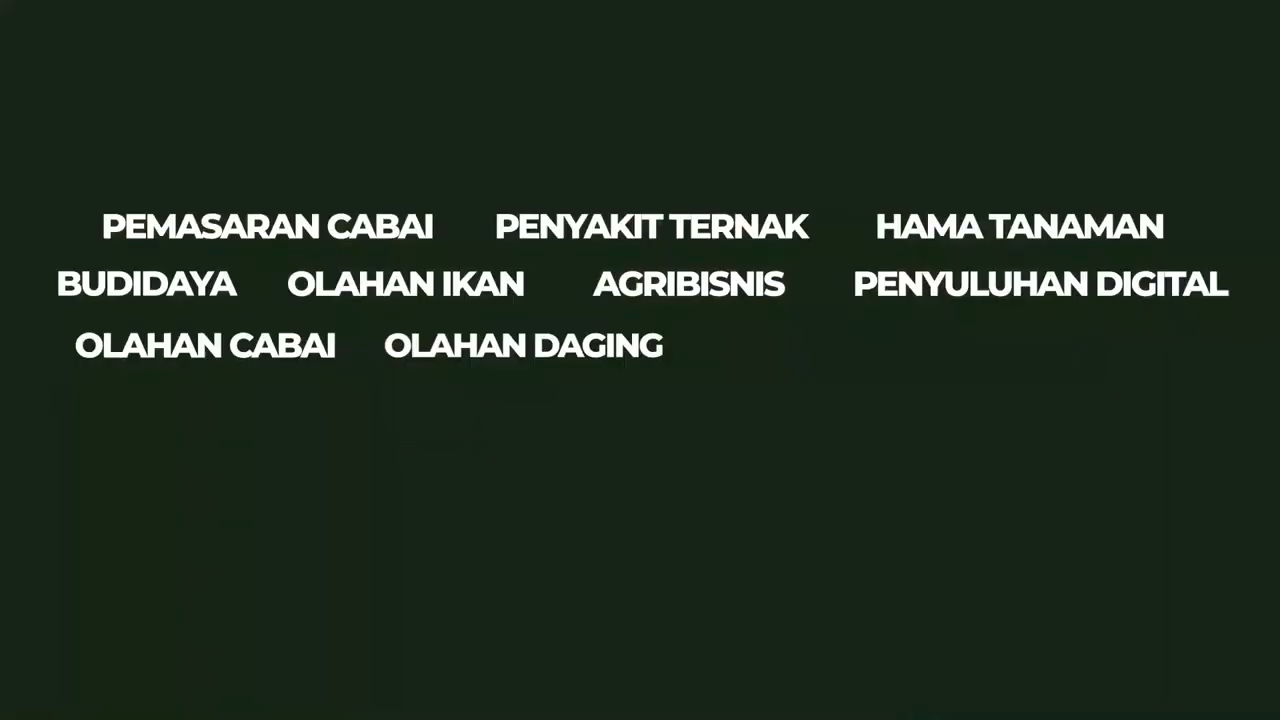 PEMASARAN CABAI PENYAKIT TERNAK HAMA TANAMAN
BUDIDAYA OLAHAN IKAN AGRIBISNIS PENYULUHAN DIGITAL
OLAHAN CABAI OLAHAN DAGING